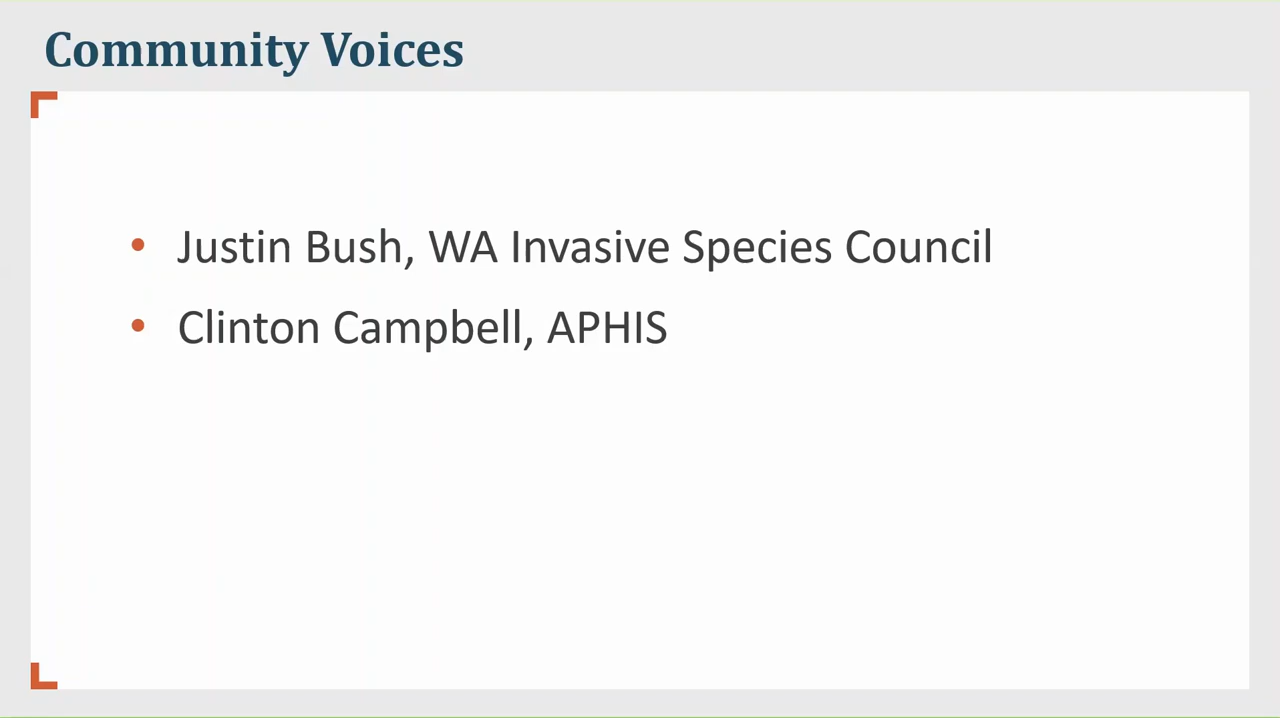 Community Voices
• Justin Bush, WA Invasive Species Council
• Clinton Campbell, APHIS